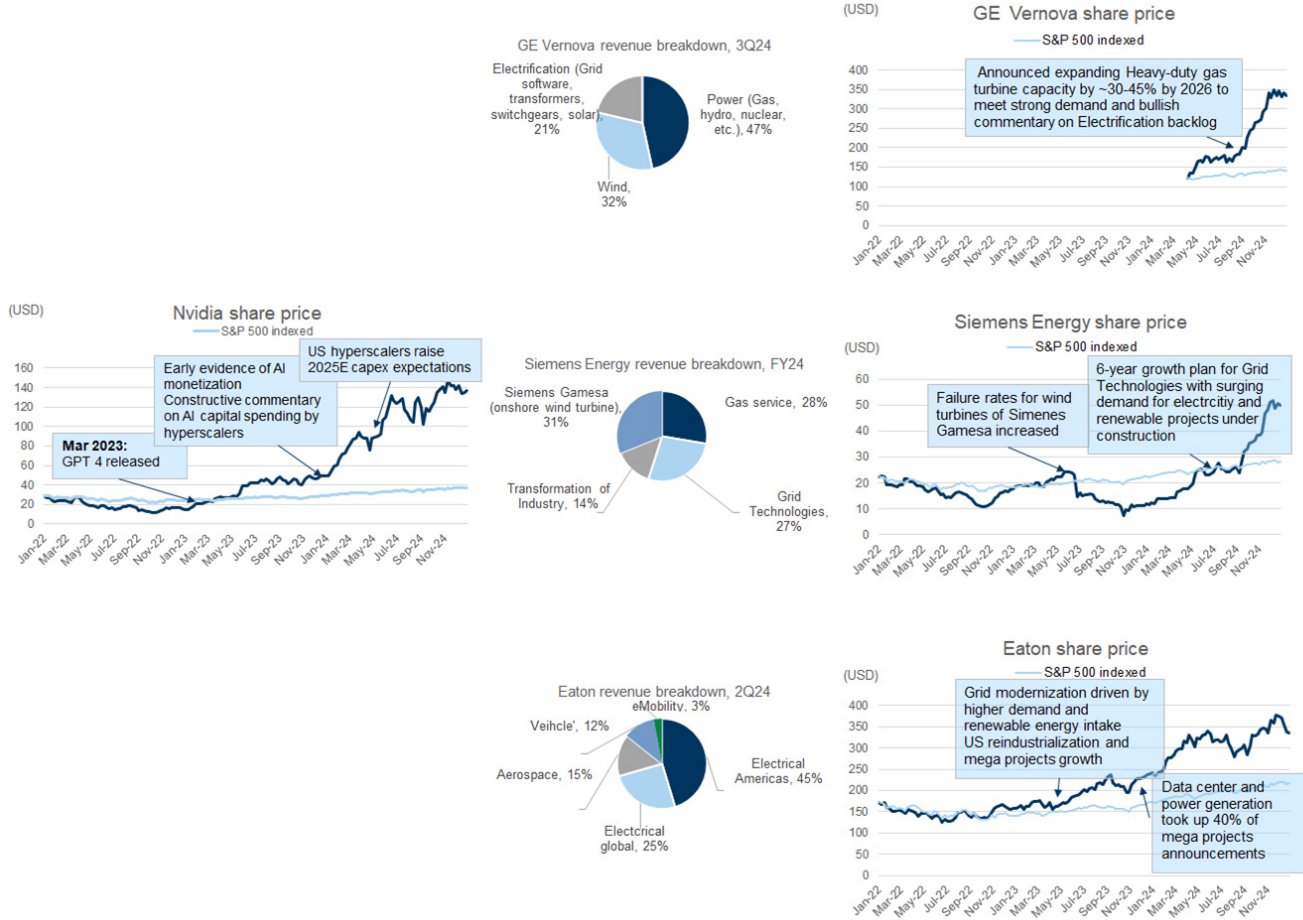 GE Vernova revenue breakdown, 3Q24
Electrification (Grid
software,
transformers,
switchgears, solar),
21%
Power (Gas,
hydro, nuclear,
etc.), 47%
Wind,
32%
(USD)
GE Vernova share price
S&P 500 indexed
Announced expanding Heavy-duty gas
turbine capacity by ~30-45% by 2026 to
meet strong demand and bullish
commentary on Electrification backlog
400
350
300
250
200
150
100
50
0
Jan-22
Mar-22
May-22
Jul-22
Sep-22
Nov-22
Jan-23
Mar-23
May-23
Jul-23
Sep-23
Nov-23
Jan-24
Mar-24
May-24
Jul-24
Sep-24
Nov-24
(USD)
Nvidia share price
S&P 500 indexed
US hyperscalers raise
2025E capex expectations
Early evidence of AI
monetization
Constructive commentary
on AI capital spending by
hyperscalers
Mar 2023:
GPT 4 released
160
140
120
100
80
60
40
20
0
Jan-22
Mar-22
May-22
Jul-22
Sep-22
Nov-22
Jan-23
Mar-23
May-23
Jul-23
Sep-23
Nov-23
Jan-24
Mar-24
May-24
Jul-24
Sep-24
Nov-24
Siemens Energy revenue breakdown, FY24
Siemens Gamesa
(onshore wind turbine),
31%
Gas service, 28%
Transformation of
Industry, 14%
Grid
Technologies,
27%
Siemens Energy share price
(USD)
S&P 500 indexed
Failure rates for wind
turbines of Simenes
Gamesa increased
6-year growth plan for Grid
Technologies with surging
demand for electrcitiy and
renewable projects under
construction
60
50
40
30
20
10
0
Jan-22
Mar-22
May-22
Jul-22
Sep-22
Nov-22
Jan-23
Mar-23
May-23
Jul-23
Sep-23
Nov-23
Jan-24
Mar-24
May-24
Jul-24
Sep-24
Nov-24
Eaton revenue breakdown, 2Q24
eMobility, 3%
Veihcle', 12%
Aerospace, 15%
Electrical
Americas, 45%
Electcrical
global, 25%
Eaton share price
(USD)
S&P 500 indexed
Grid modernization driven by
higher demand and
renewable energy intake
US reindustrialization and
mega projects growth
Data center and
power generation
took up 40% of
mega projects
announcements
400
350
300
250
200
150
100
50
0
Jan-22
Mar-22
May-22
Jul-22
Sep-22
Nov-22
Jan-23
Mar-23
May-23
Jul-23
Sep-23
Nov-23
Jan-24
Mar-24
May-24
Jul-24
Sep-24
Nov-24